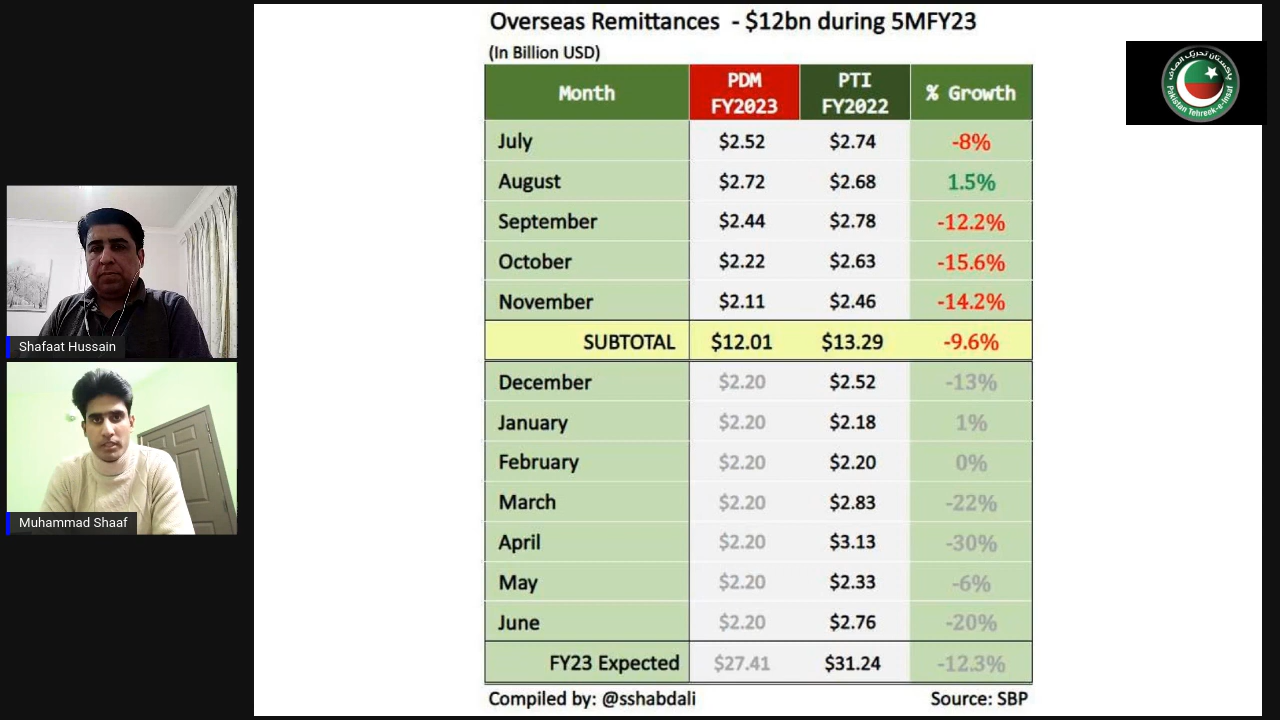 Overseas Remittances - $12bn during 5MFY23
(In Billion USD)
Month PDM FY2023 PTI FY2022 % Growth
July $2.52 $2.74 -8%
August $2.72 $2.68 1.5%
September $2.44 $2.78 -12.2%
October $2.22 $2.63 -15.6%
November $2.11 $2.46 -14.2%
SUBTOTAL $12.01 $13.29 -9.6%
December $2.20 $2.52 -13%
January $2.20 $2.18 1%
February $2.20 $2.20 0%
March $2.20 $2.83 -22%
April $2.20 $3.13 -30%
May $2.20 $2.33 -6%
June $2.20 $2.76 -20%
FY23 Expected $27.41 $31.24 -12.3%
Compiled by: @sshabdali Source: SBP
پاکستان تحریک انصاف
Pakistan Tehreek-e-Insaf
Shafaat Hussain
Muhammad Shaaf